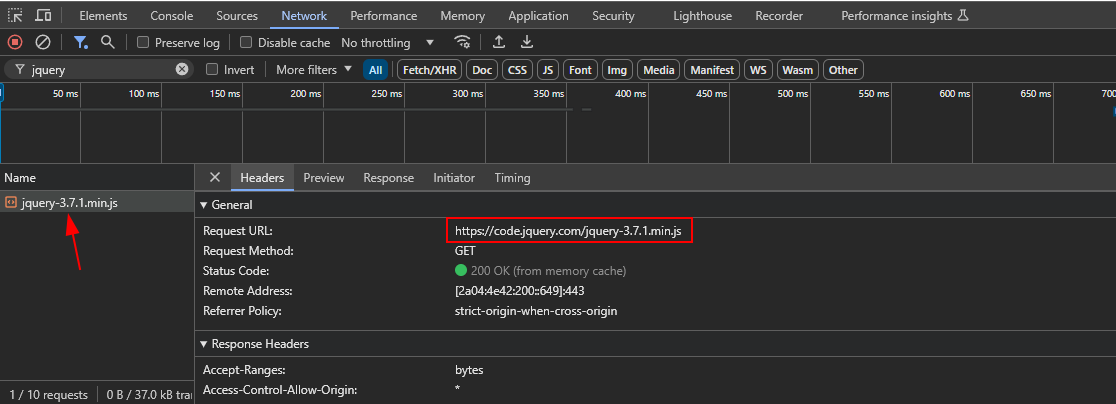 Elements Console Sources Network Performance Memory Application Security Lighthouse Recorder Performance insights
Preserve log Disable cache No throttling
jquery Invert More filters All Fetch/XHR Doc CSS JS Font Img Media Manifest WS Wasm Other
50 ms 100 ms 150 ms 200 ms 250 ms 300 ms 350 ms 400 ms 450 ms 500 ms 550 ms 600 ms 650 ms 700
Name Headers Preview Response Initiator Timing
jquery-3.7.1.min.js General
Request URL: https://code.jquery.com/jquery-3.7.1.min.js
Request Method: GET
Status Code: 200 OK (from memory cache)
Remote Address: [2a04:4e42:200::649]:443
Referrer Policy: strict-origin-when-cross-origin
Response Headers
Accept-Ranges: bytes
Access-Control-Allow-Origin: *
1 / 10 requests 0 B / 37.0 kB